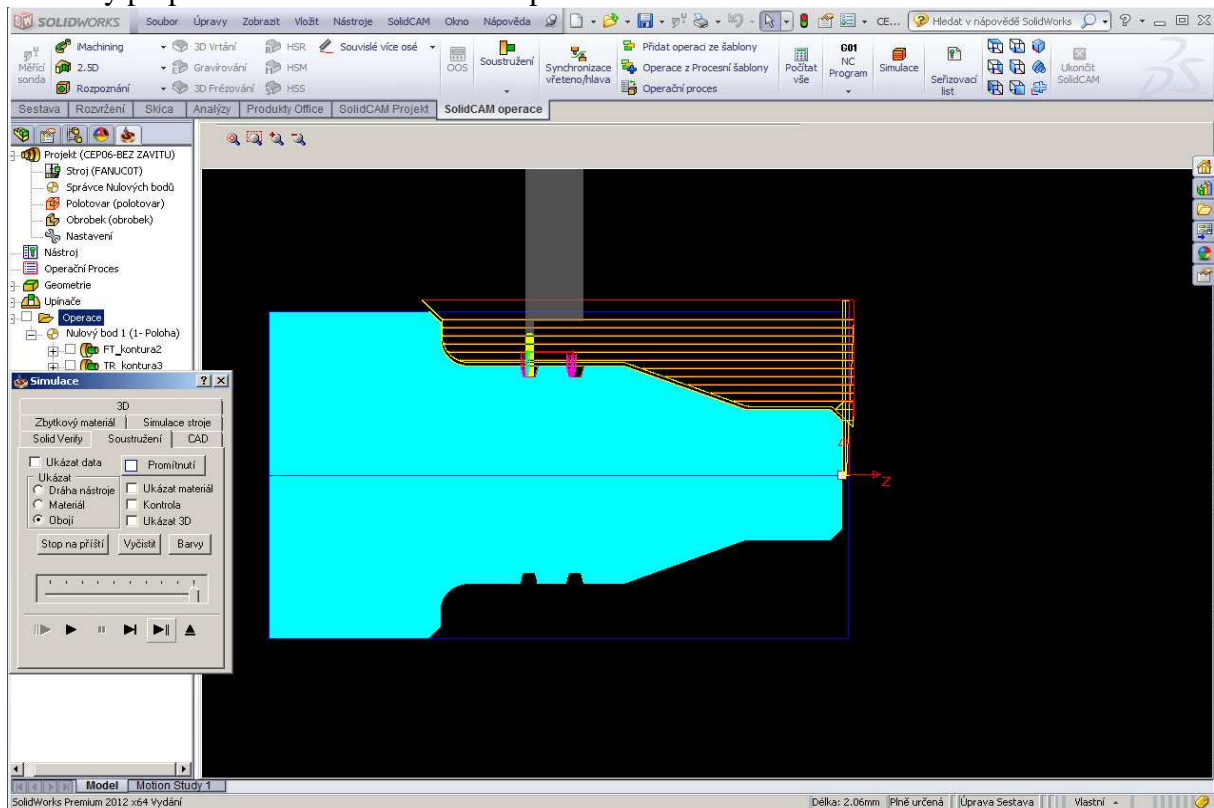 SOLIDWORKS Soubor Úpravy Zobrazit Vložit Nástroje SolidCAM Okno Nápověda CE... Hledat v nápovědě SolidWorks
Měřící sonda
iMachining
2.5D
Rozpoznání
3D Vrtání
Gravírování
3D Frézování
HSR
HSM
HSS
Souvislé více osé
OOS
Soustružení
Synchronizace vřeteno/hlava
Přidat operaci ze šablony
Operace z Procesní šablony
Operační proces
Počítat vše
G01
NC Program
Simulace
Seřizovací list
Ukončit SolidCAM
Sestava Rozvržení Skica Analýzy Produkty Office SolidCAM Projekt SolidCAM operace
Projekt (CEP06-BEZ ZAVITU)
Stroj (FANUC0T)
Správce Nulových bodů
Polotovar (polotovar)
Obrobek (obrobek)
Nastavení
Nástroj
Operační Proces
Geometrie
Upínače
Operace
Nulový bod 1 (1- Poloha)
FT_kontura2
TR_kontura3
Simulace
3D
Zbytkový materiál Simulace stroje
Solid Verify Soustružení CAD
Ukázat data Promítnutí
Ukázat
Dráha nástroje Ukázat materiál
Materiál Kontrola
Obojí Ukázat 3D
Stop na příští Vyčistit Barvy
Z
Model Motion Study 1
SolidWorks Premium 2012 x64 Vydání Délka: 2.06mm Plně určená Úprava Sestava Vlastní